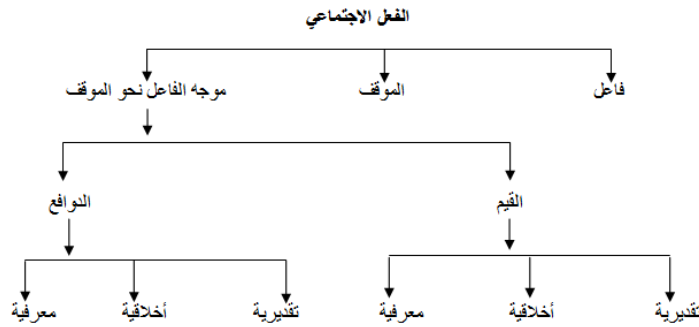 الفعل الاجتماعي
فاعل الموقف موجه الفاعل نحو الموقف
القيم الدوافع
تقديرية أخلاقية معرفية تقديرية أخلاقية معرفية